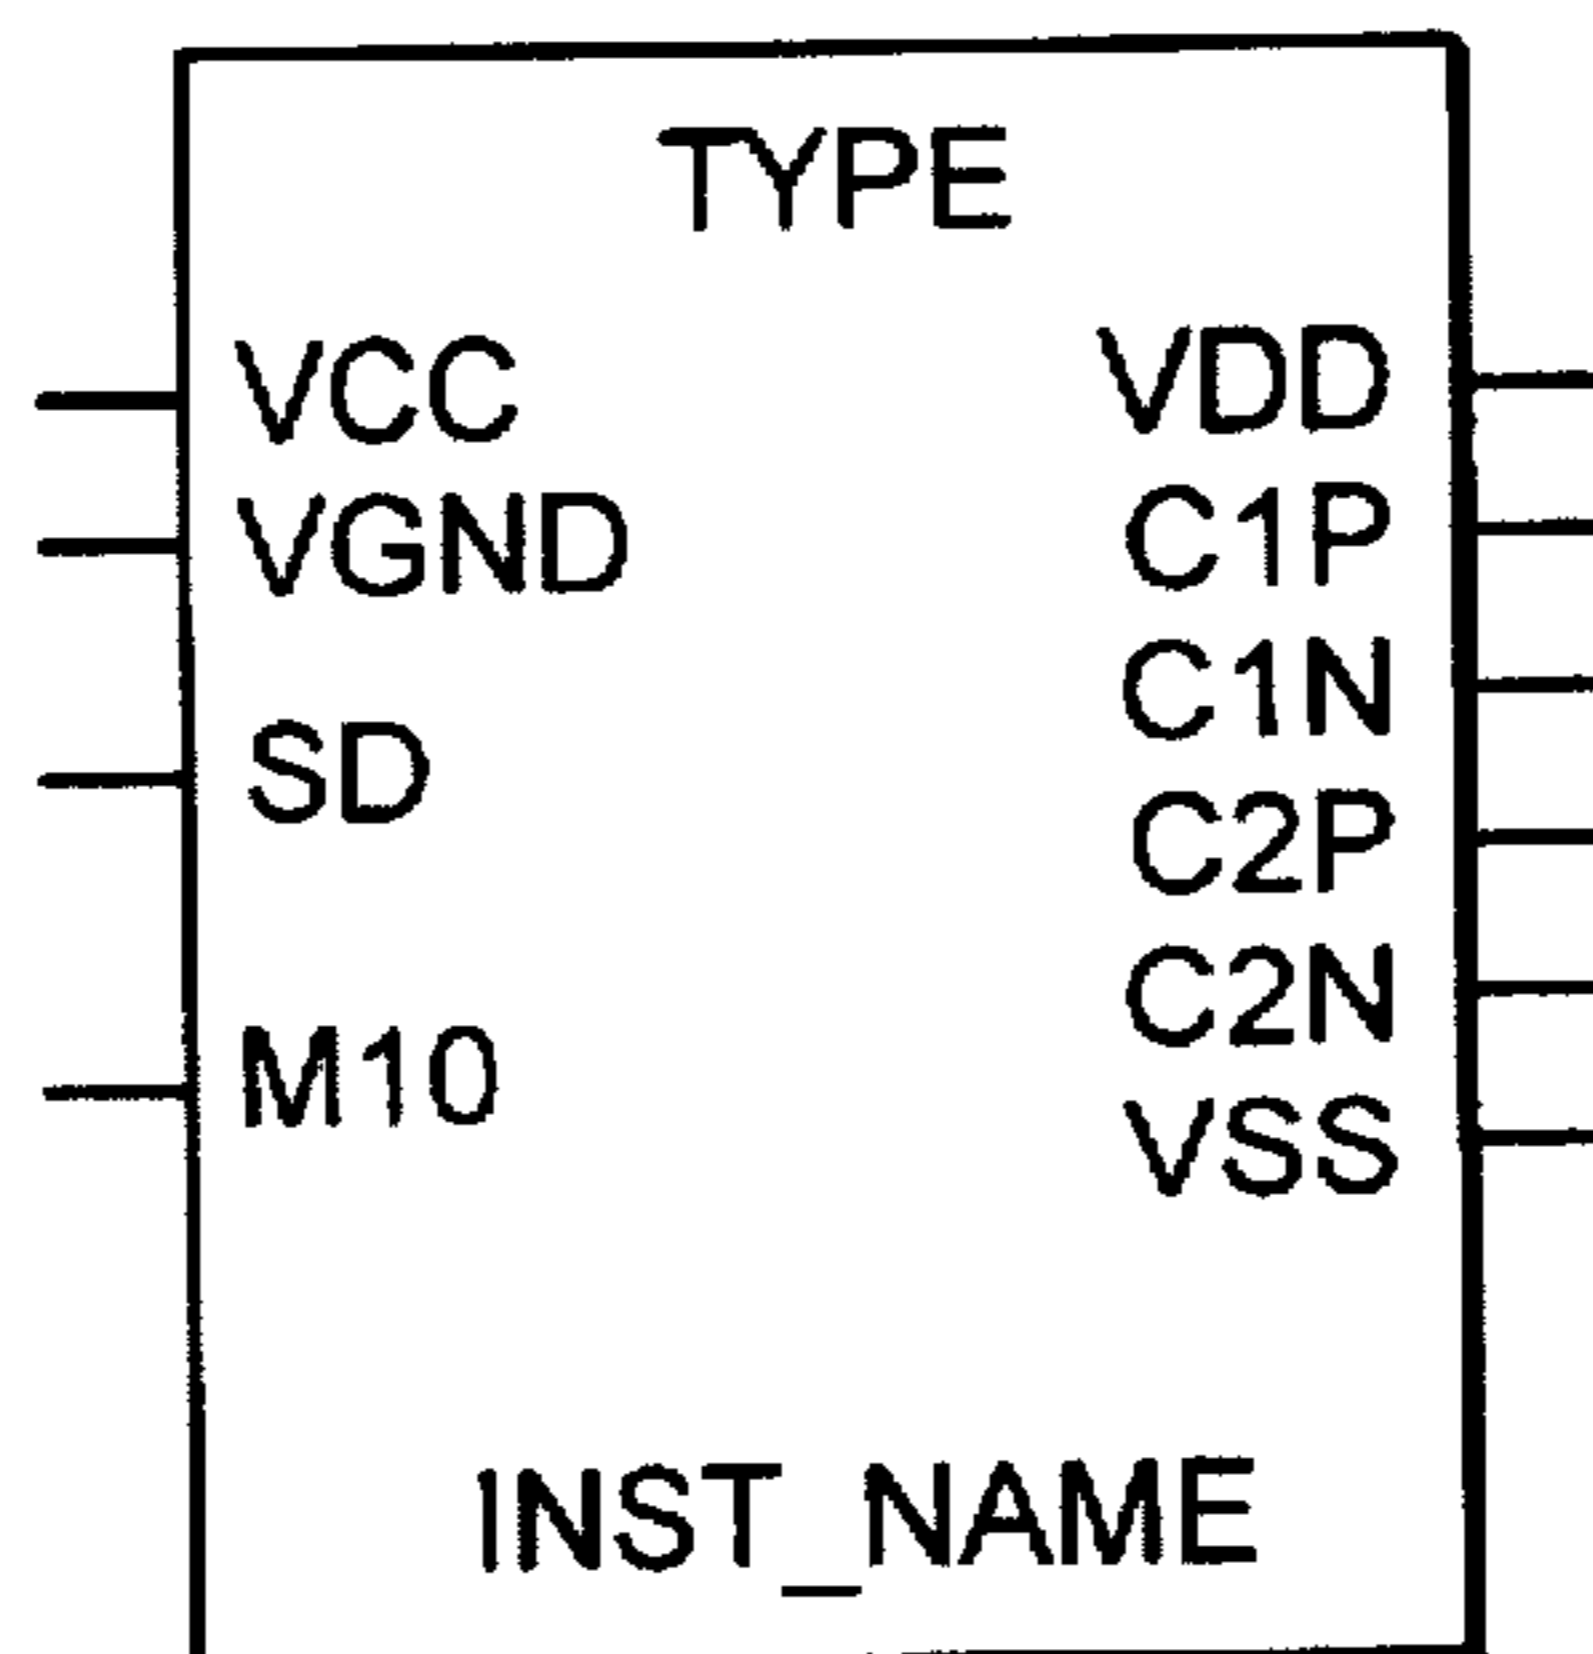 TYPE
VCC
VGND
SD
M10
VDD
C1P
C1N
C2P
C2N
VSS
INST_NAME